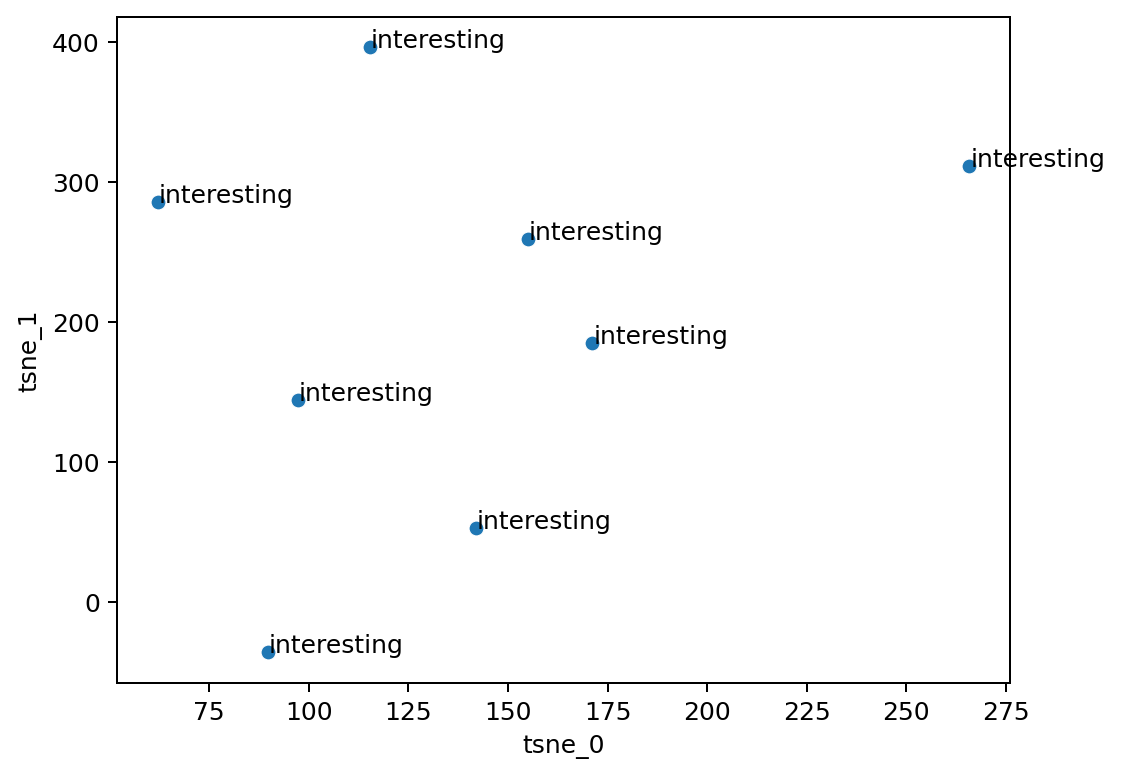 400
interesting
interesting
300
interesting
interesting
200
interesting
interesting
100
interesting
0
interesting
tsne_1
75 100 125 150 175 200 225 250 275
tsne_0